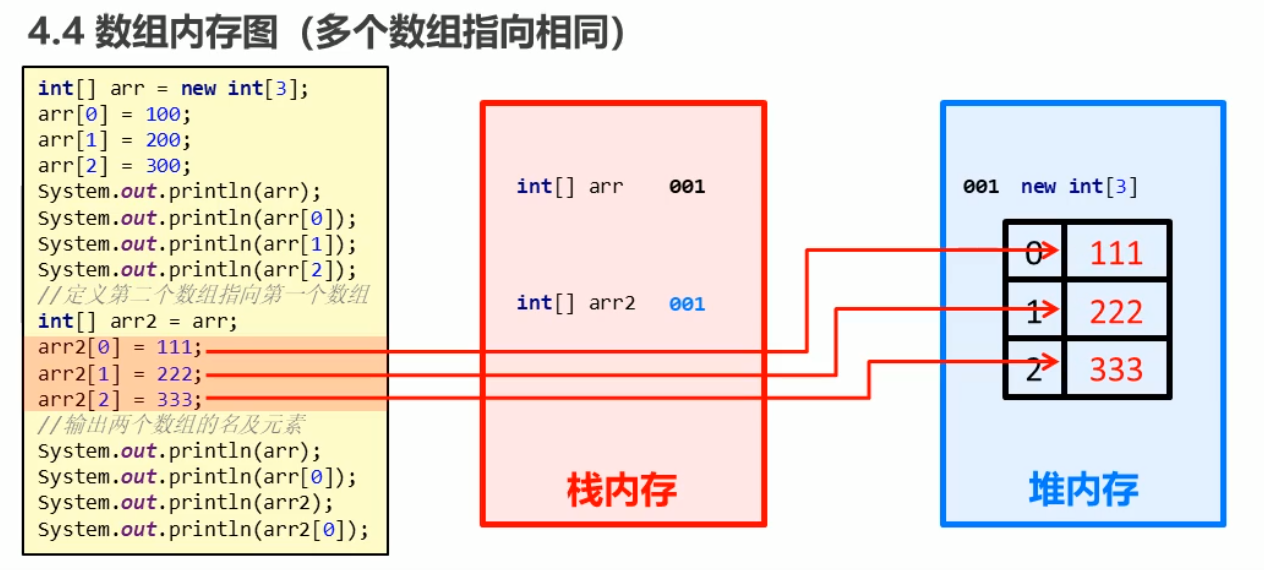 4.4 数组内存图（多个数组指向相同）
int[] arr = new int[3];
arr[0] = 100;
arr[1] = 200;
arr[2] = 300;
System.out.println(arr);
System.out.println(arr[0]);
System.out.println(arr[1]);
System.out.println(arr[2]);
//定义第二个数组指向第一个数组
int[] arr2 = arr;
arr2[0] = 111;
arr2[1] = 222;
arr2[2] = 333;
//输出两个数组的名及元素
System.out.println(arr);
System.out.println(arr[0]);
System.out.println(arr2);
System.out.println(arr2[0]);
int[] arr 001
int[] arr2 001
栈内存
001 new int[3]
0 111
1 222
2 333
堆内存